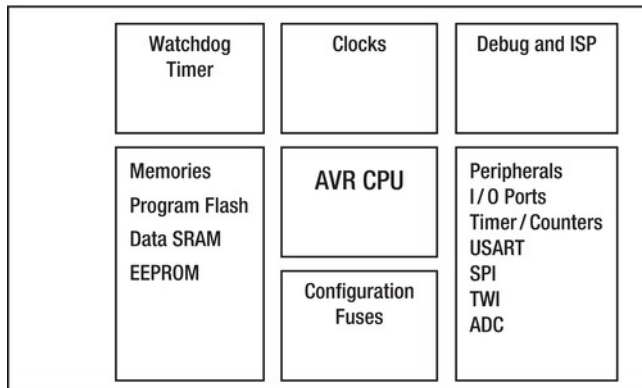 Watchdog
Timer
Clocks
Debug and ISP
Memories
Program Flash
Data SRAM
EEPROM
AVR CPU
Configuration
Fuses
Peripherals
I/O Ports
Timer/Counters
USART
SPI
TWI
ADC